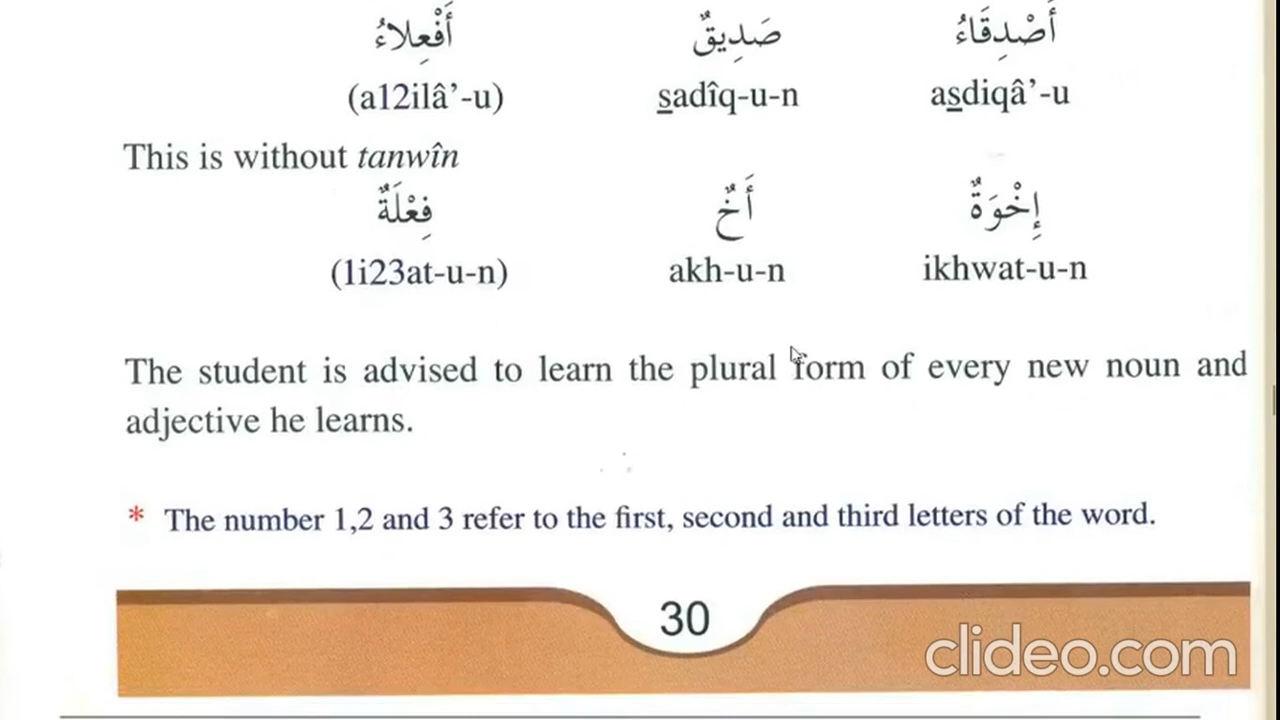 أَفْعِلاءُ صَدِيقٌ أَصْدِقَاءُ
(a12ilâ’-u) sadîq-u-n asdiqâ’-u
This is without tanwîn
فِعْلَةٌ أَخٌ إِخْوَةٌ
(1i23at-u-n) akh-u-n ikhwat-u-n
The student is advised to learn the plural form of every new noun and
adjective he learns.
* The number 1,2 and 3 refer to the first, second and third letters of the word.
30
clideo.com